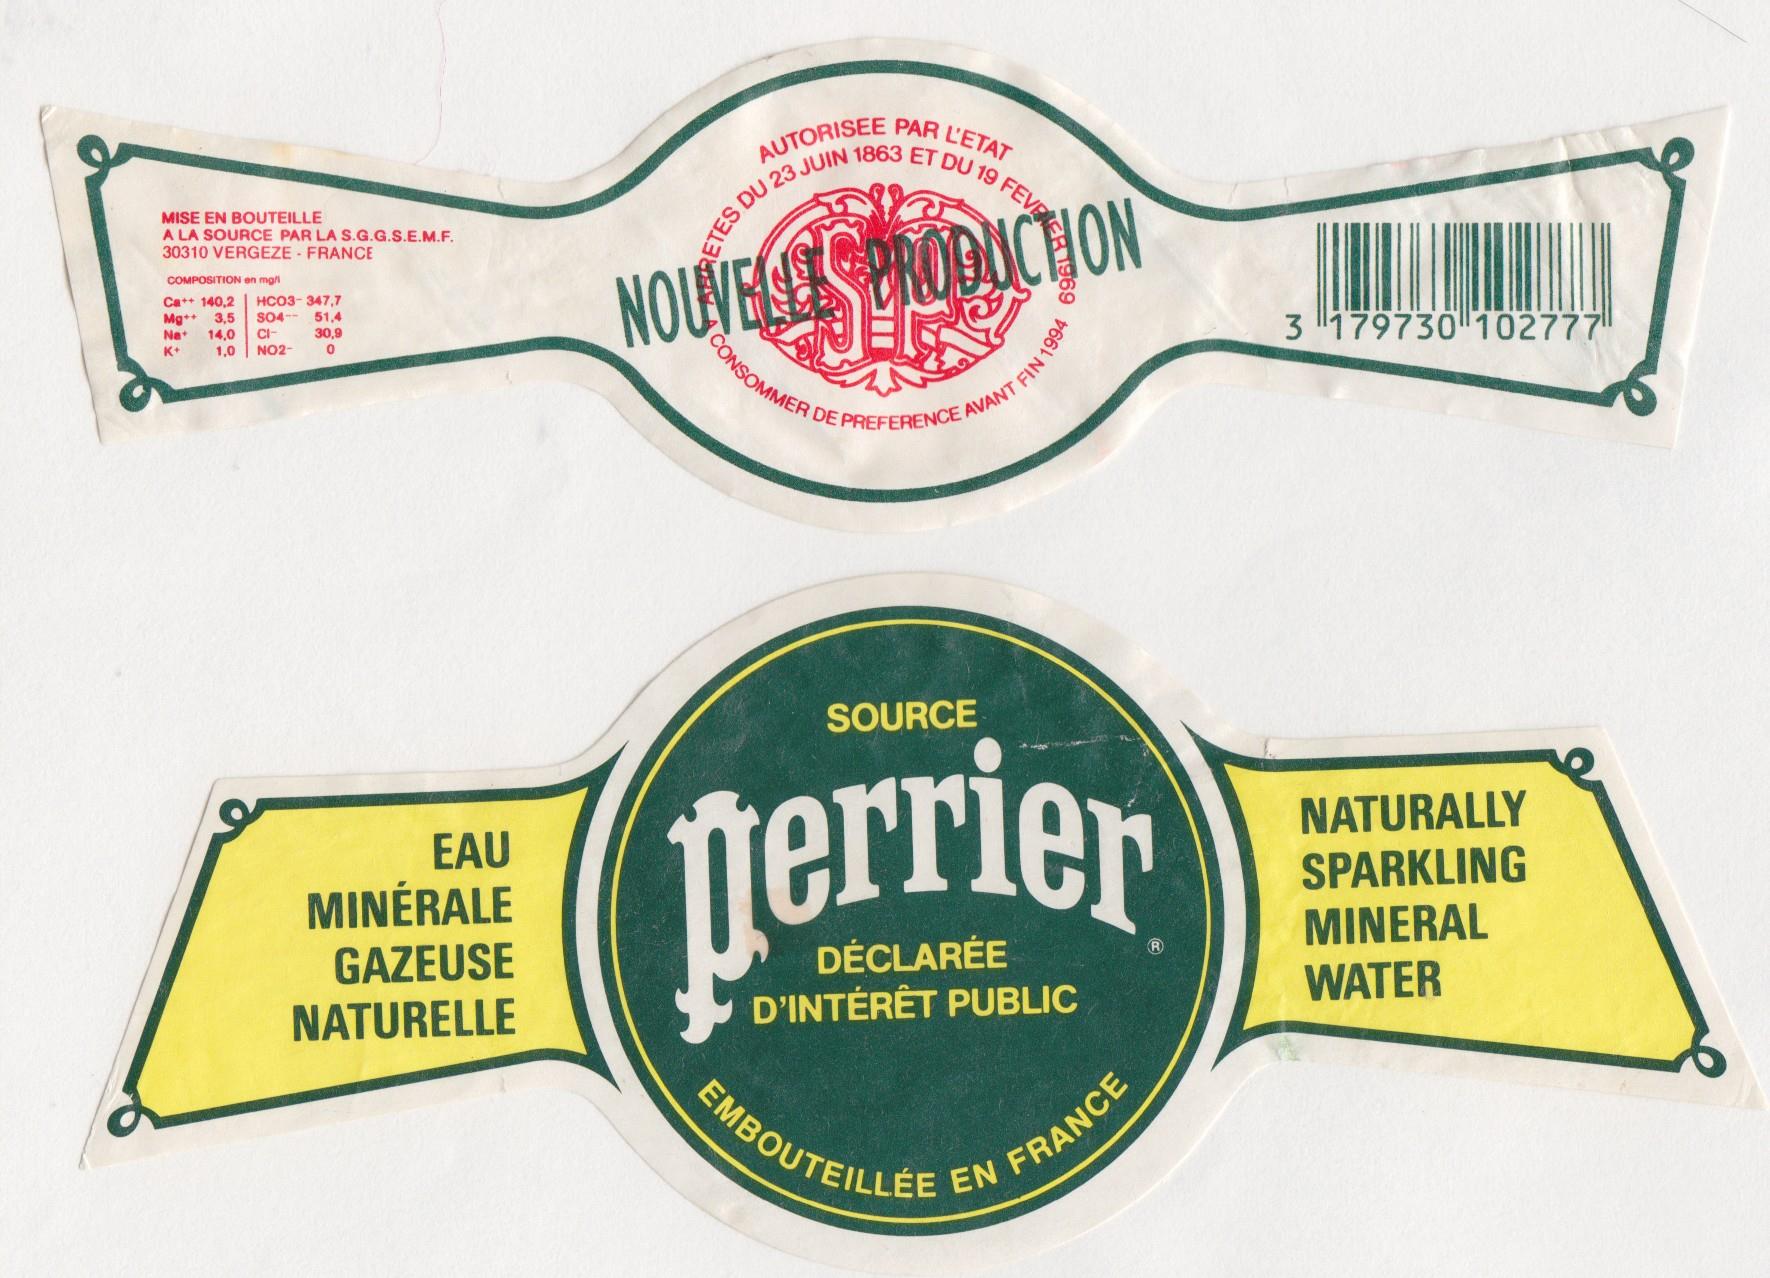 AUTORISEE PAR L'ETAT
ARRETES DU 23 JUIN 1863 ET DU 19 FEVRIER 1969
MISE EN BOUTEILLE
A LA SOURCE PAR LA S.G.G.S.E.M.F.
30310 VERGEZE - FRANCE
COMPOSITION en mg/l
Ca++ 140,2 HCO3- 347,7
Mg++ 3,5 SO4-- 51,4
Na+ 14,0 Cl- 30,9
K+ 1,0 NO2- 0
NOUVELLE PRODUCTION
SP
A CONSOMMER DE PREFERENCE AVANT FIN 1994
3 179730 102777
SOURCE
perrier ®
DÉCLARÉE
D'INTÉRÊT PUBLIC
EMBOUTEILLÉE EN FRANCE
EAU
MINÉRALE
GAZEUSE
NATURELLE
NATURALLY
SPARKLING
MINERAL
WATER